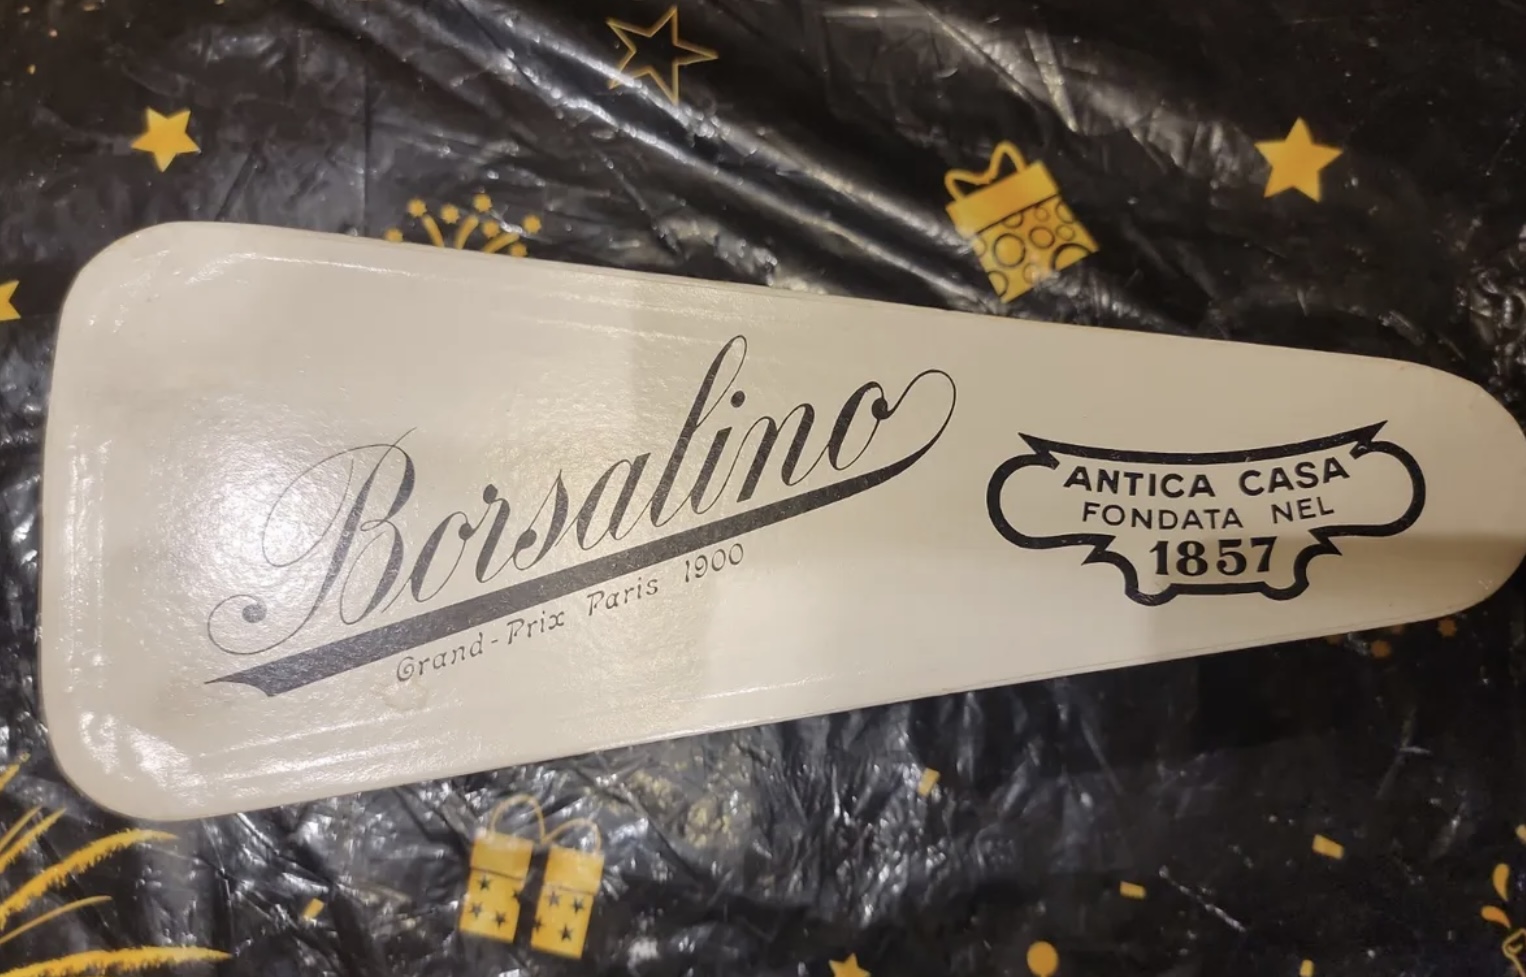 Borsalino
Grand-Prix Paris 1900
ANTICA CASA
FONDATA NEL
1857